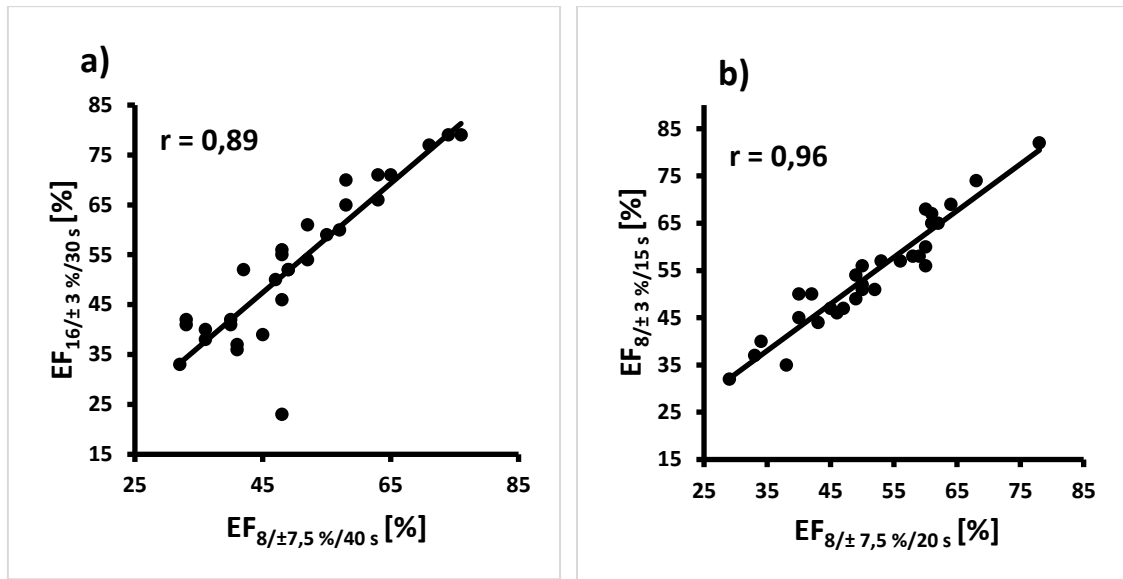 a)
r = 0,89
85
75
65
55
45
35
25
15
25 45 65 85
EF16/± 3 %/30 s [%]
EF8/±7,5 %/40 s [%]
b)
r = 0,96
85
75
65
55
45
35
25
15
25 35 45 55 65 75 85
EF8/± 3 %/15 s [%]
EF8/± 7,5 %/20 s [%]